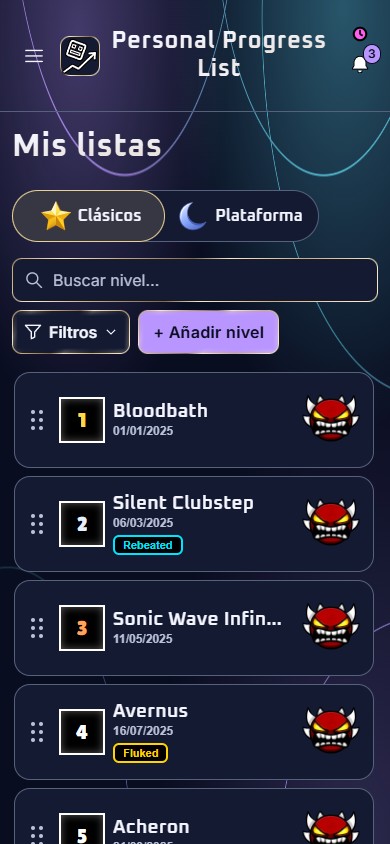 Personal Progress
List
3
Mis listas
Clásicos
Plataforma
Buscar nivel...
Filtros
+ Añadir nivel
1
Bloodbath
01/01/2025
2
Silent Clubstep
06/03/2025
Rebeated
3
Sonic Wave Infin...
11/05/2025
4
Avernus
16/07/2025
Fluked
5
Acheron